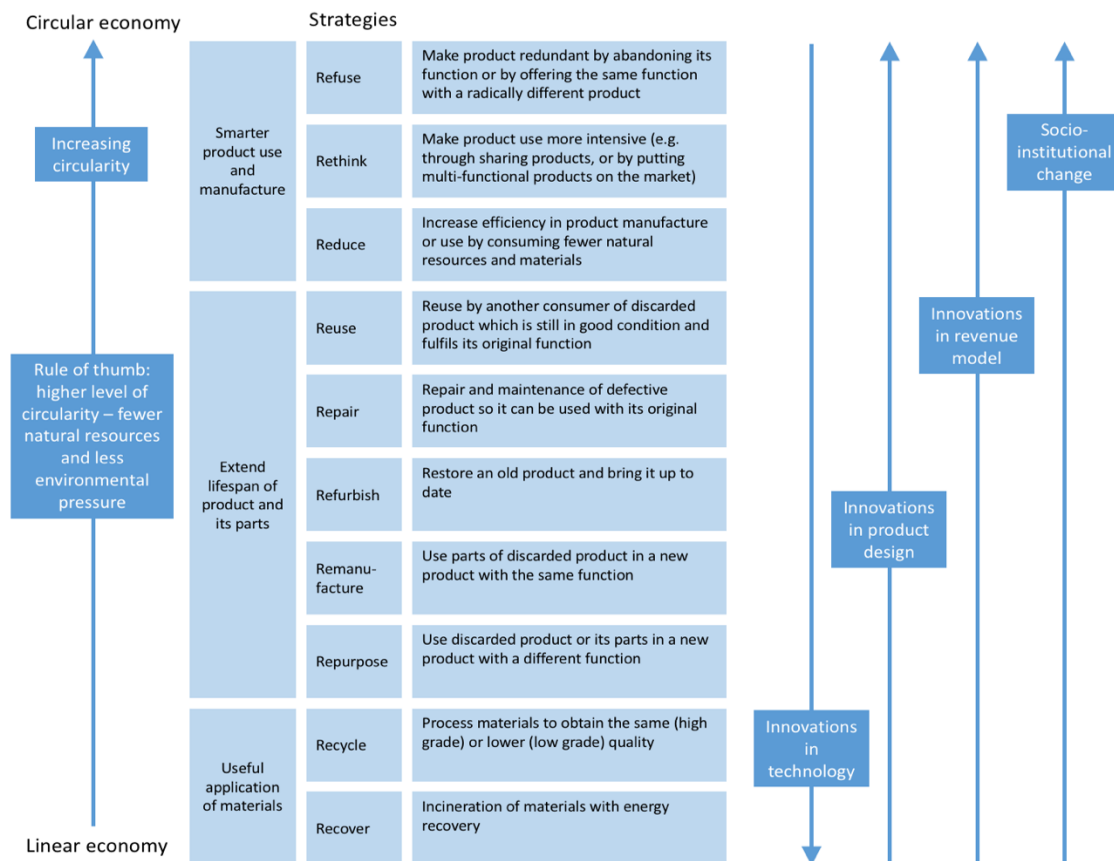 Circular economy
Strategies
Increasing
circularity
Rule of thumb:
higher level of
circularity – fewer
natural resources
and less
environmental
pressure
Linear economy
Smarter
product use
and
manufacture
Refuse
Make product redundant by abandoning its
function or by offering the same function
with a radically different product
Rethink
Make product use more intensive (e.g.
through sharing products, or by putting
multi-functional products on the market)
Reduce
Increase efficiency in product manufacture
or use by consuming fewer natural
resources and materials
Extend
lifespan of
product and
its parts
Reuse
Reuse by another consumer of discarded
product which is still in good condition and
fulfils its original function
Repair
Repair and maintenance of defective
product so it can be used with its original
function
Refurbish
Restore an old product and bring it up to
date
Remanu-
facture
Use parts of discarded product in a new
product with the same function
Repurpose
Use discarded product or its parts in a new
product with a different function
Useful
application
of materials
Recycle
Process materials to obtain the same (high
grade) or lower (low grade) quality
Recover
Incineration of materials with energy
recovery
Innovations
in
technology
Innovations
in product
design
Innovations
in revenue
model
Socio-
institutional
change